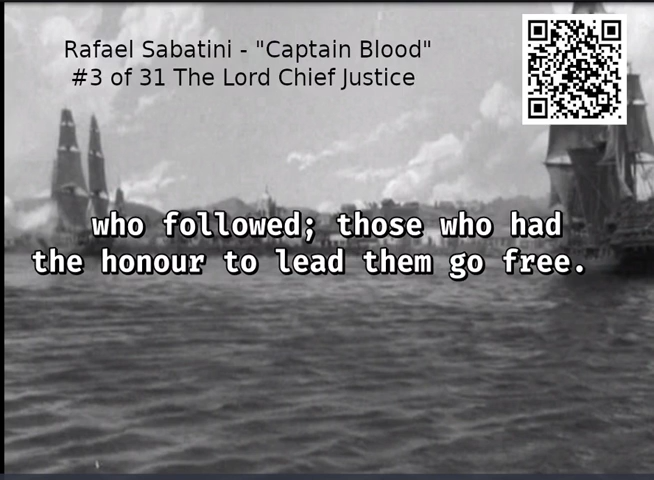 Rafael Sabatini - "Captain Blood"
#3 of 31 The Lord Chief Justice
who followed; those who had
the honour to lead them go free.